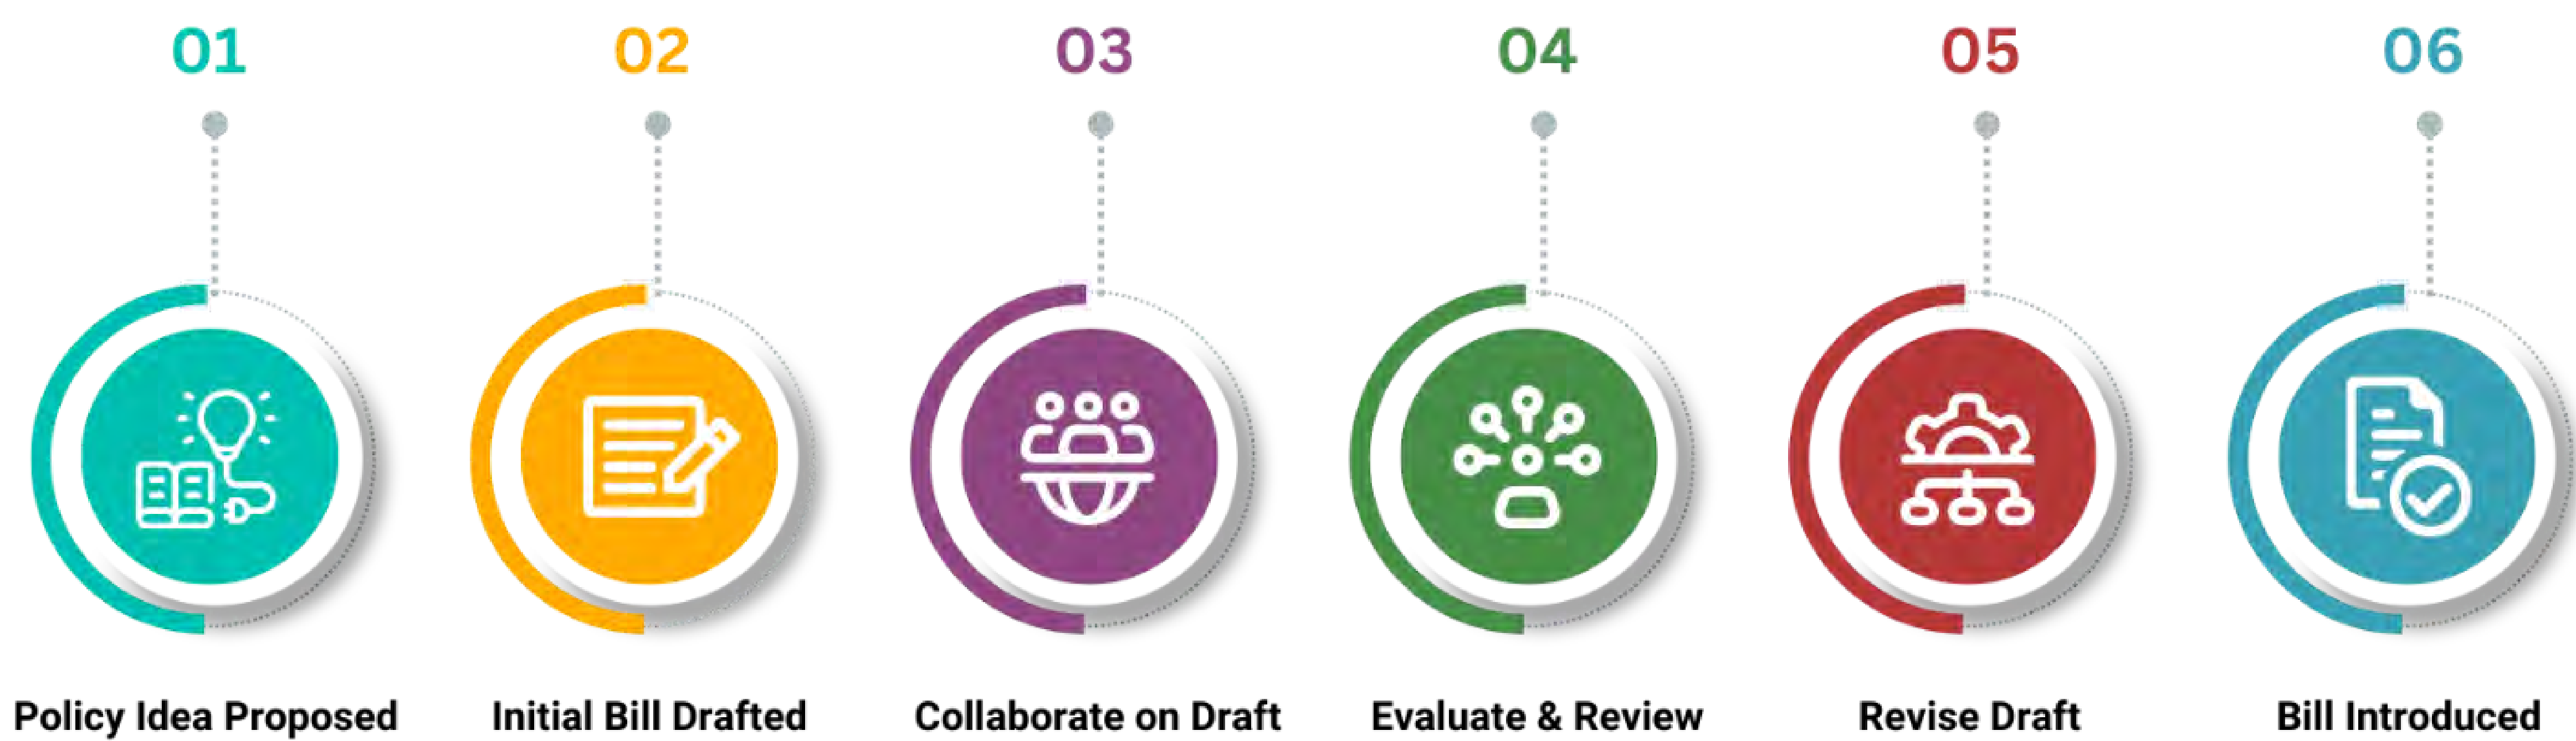 01
02
03
04
05
06
Policy Idea Proposed
Initial Bill Drafted
Collaborate on Draft
Evaluate & Review
Revise Draft
Bill Introduced